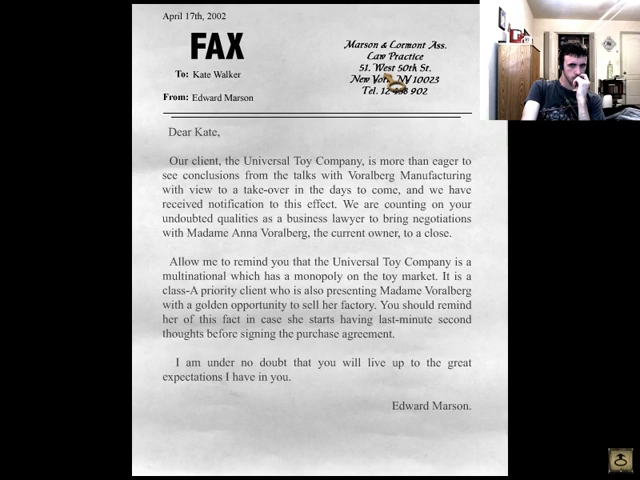 April 17th, 2002
FAX
To: Kate Walker
From: Edward Marson
Marson & Lormont Ass.
Law Practice
51, West 50th St.
New NY 10023
Tel. 902
Dear Kate,
Our client, the Universal Toy Company, is more than eager to
see conclusions from the talks with Voralberg Manufacturing
with view to a take-over in the days to come, and we have
received notification to this effect. We are counting on your
undoubted qualities as a business lawyer to bring negotiations
with Madame Anna Voralberg, the current owner, to a close.
Allow me to remind you that the Universal Toy Company is a
multinational which has a monopoly on the toy market. It is a
class-A priority client who is also presenting Madame Voralberg
with a golden opportunity to sell her factory. You should remind
her of this fact in case she starts having last-minute second
thoughts before signing the purchase agreement.
I am under no doubt that you will live up to the great
expectations I have in you.
Edward Marson.